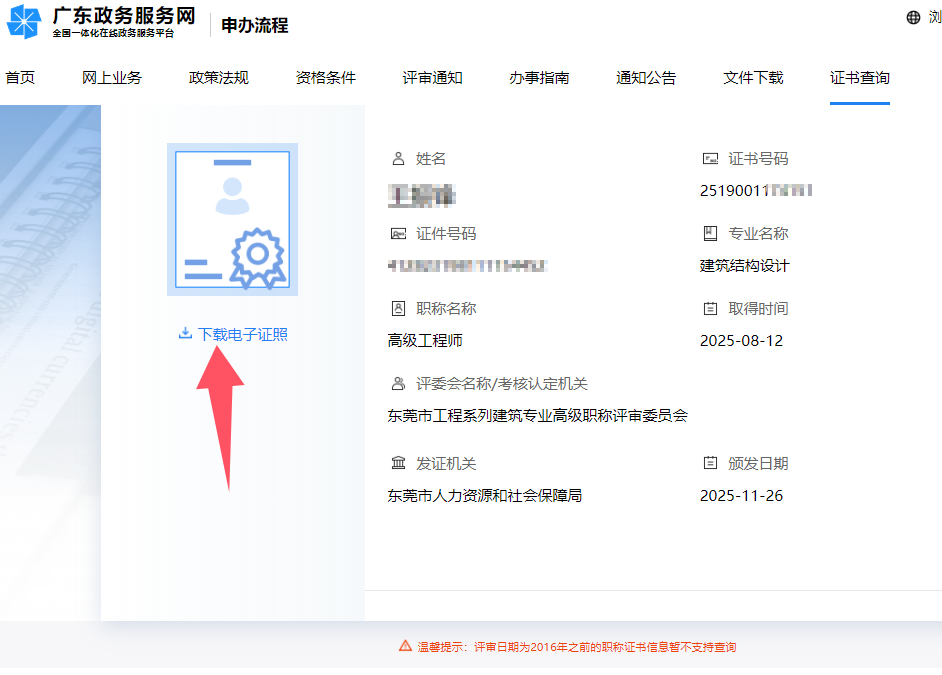 广东政务服务网
全国一体化在线政务服务平台
申办流程
浏
首页 网上业务 政策法规 资格条件 评审通知 办事指南 通知公告 文件下载 证书查询
下载电子证照
姓名 证书号码
2519001
证件号码 专业名称
建筑结构设计
职称名称 取得时间
高级工程师 2025-08-12
评委会名称/考核认定机关
东莞市工程系列建筑专业高级职称评审委员会
发证机关 颁发日期
东莞市人力资源和社会保障局 2025-11-26
温馨提示：评审日期为2016年之前的职称证书信息暂不支持查询